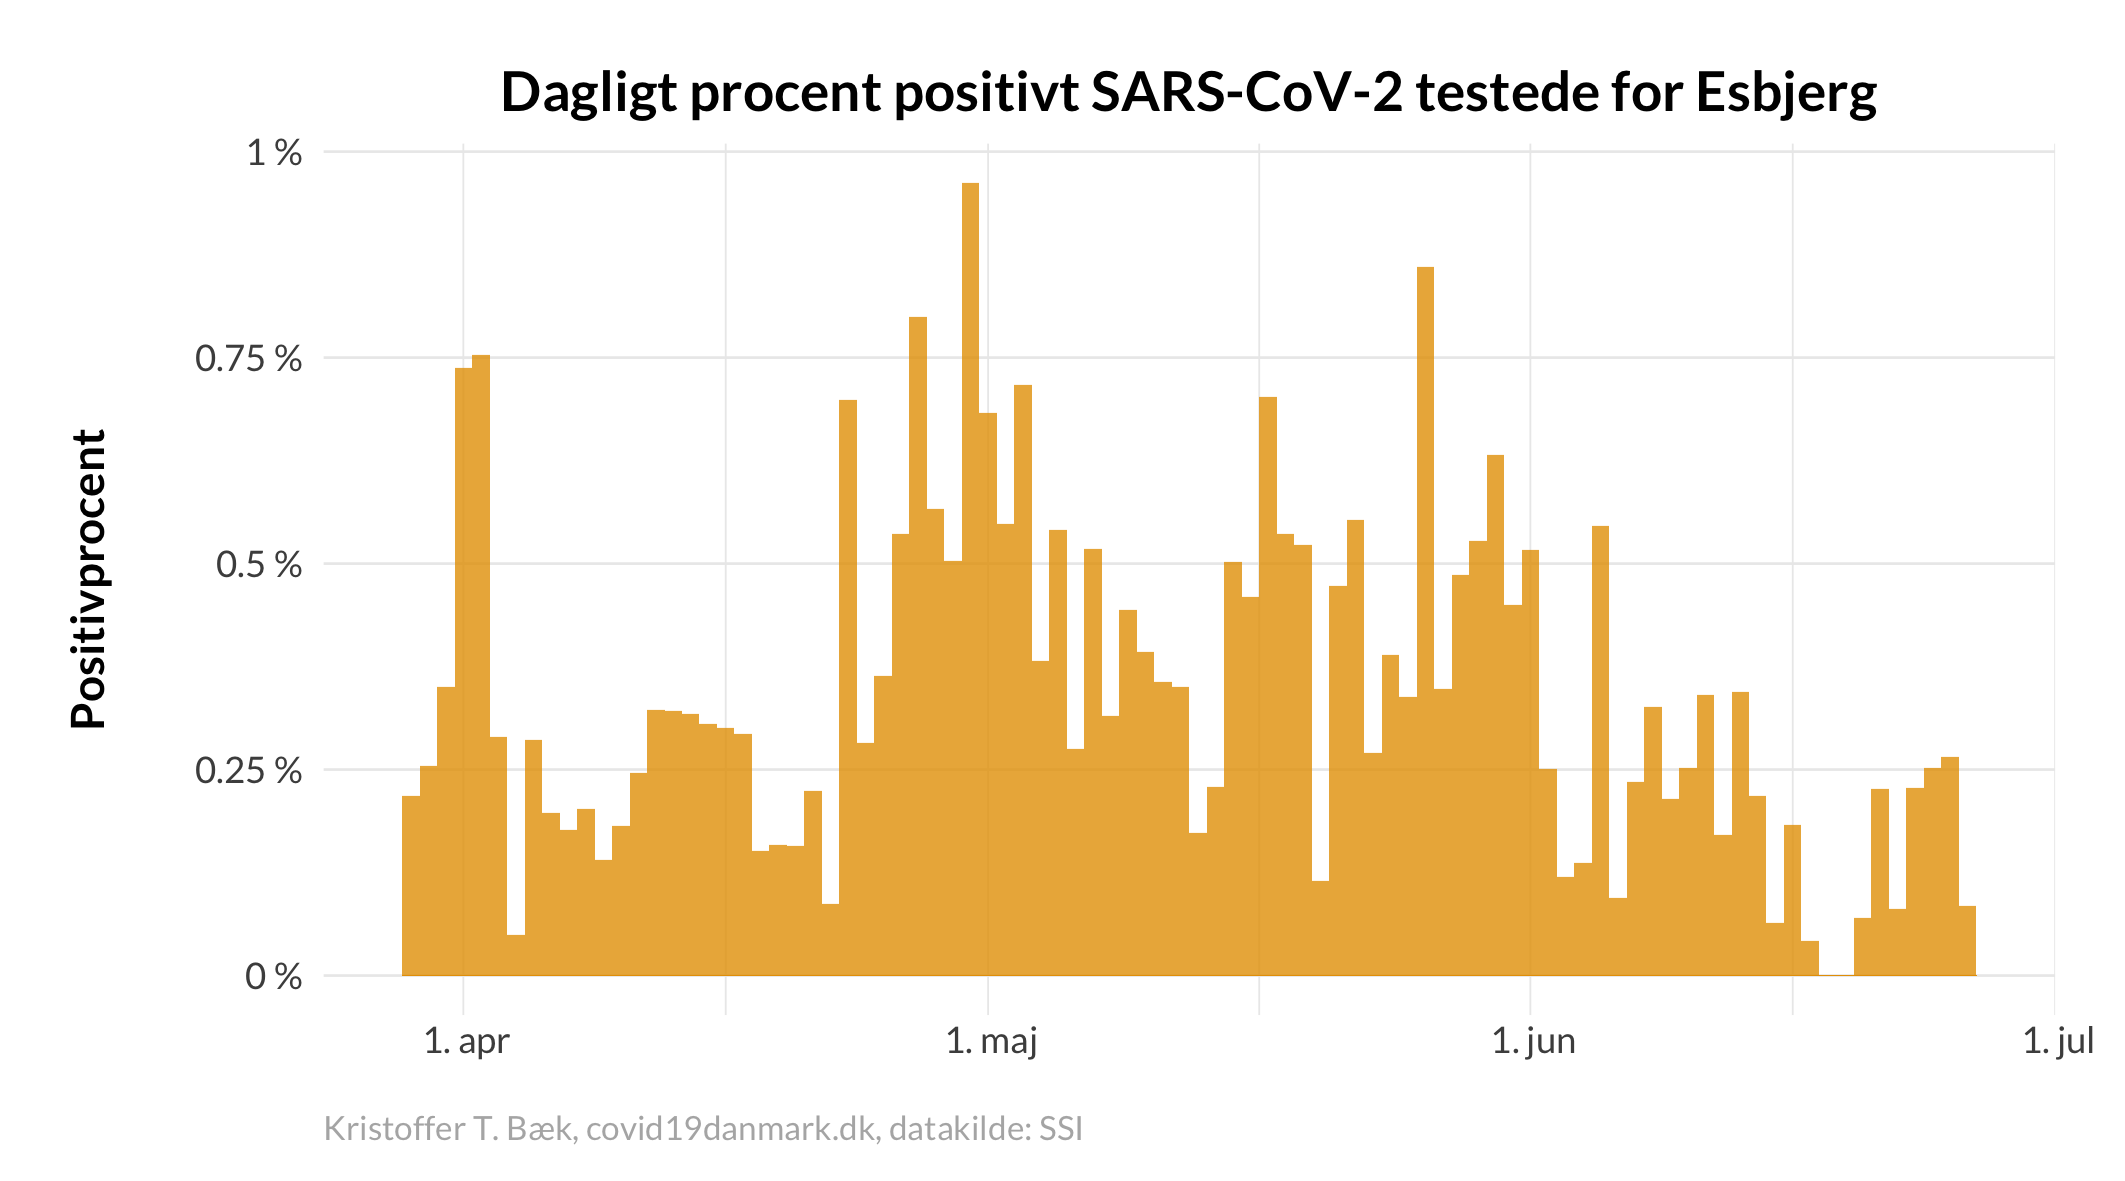 Dagligt procent positivt SARS-CoV-2 testede for Esbjerg
Positivprocent
1 %
0.75 %
0.5 %
0.25 %
0 %
1. apr
1. maj
1. jun
1. jul
Kristoffer T. Bæk, covid19danmark.dk, datakilde: SSI